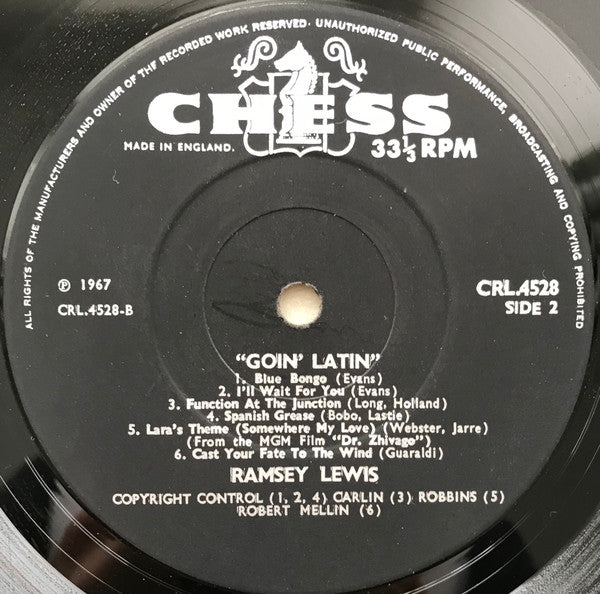 ALL RIGHTS OF THE MANUFACTURERS AND OWNER OF THE RECORDED WORK RESERVED. UNAUTHORIZED PUBLIC PERFORMANCE, BROADCASTING AND COPYING PROHIBITED
CHESS
MADE IN ENGLAND.
33⅓ RPM
℗ 1967
CRL.4528
CRL.4528-B
SIDE 2
"GOIN' LATIN"
1. Blue Bongo (Evans)
2. I'll Wait For You (Evans)
3. Function At The Junction (Long, Holland)
4. Spanish Grease (Bobo, Lastie)
5. Lara's Theme (Somewhere My Love) (Webster, Jarre)
(From the MGM Film "Dr. Zhivago")
6. Cast Your Fate To The Wind (Guaraldi)
RAMSEY LEWIS
COPYRIGHT CONTROL (1, 2, 4) CARLIN (3) ROBBINS (5)
ROBERT MELLIN (6)